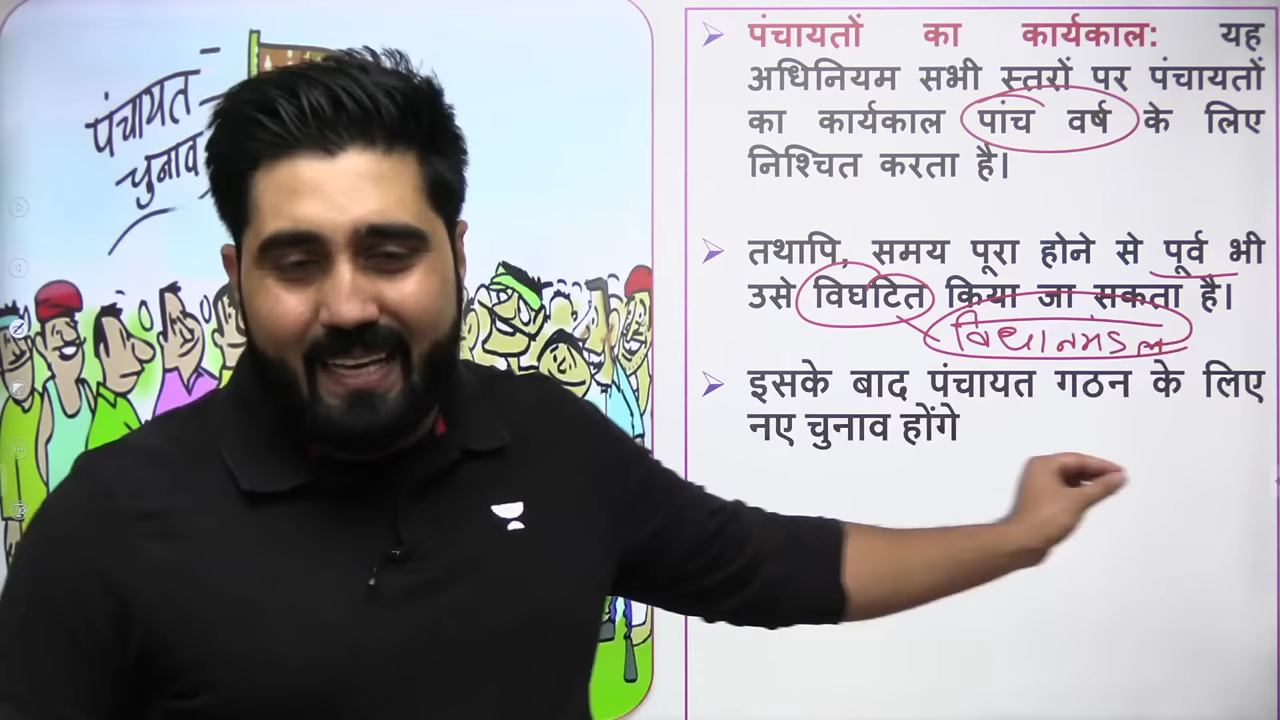 पंचायत
चुनाव
पंचायतों का कार्यकाल: यह
अधिनियम सभी स्तरों पर पंचायतों
का कार्यकाल पांच वर्ष के लिए
निश्चित करता है।
तथापि, समय पूरा होने से पूर्व भी
उसे विघटित किया जा सकता है।
विधानमंडल
इसके बाद पंचायत गठन के लिए
नए चुनाव होंगे